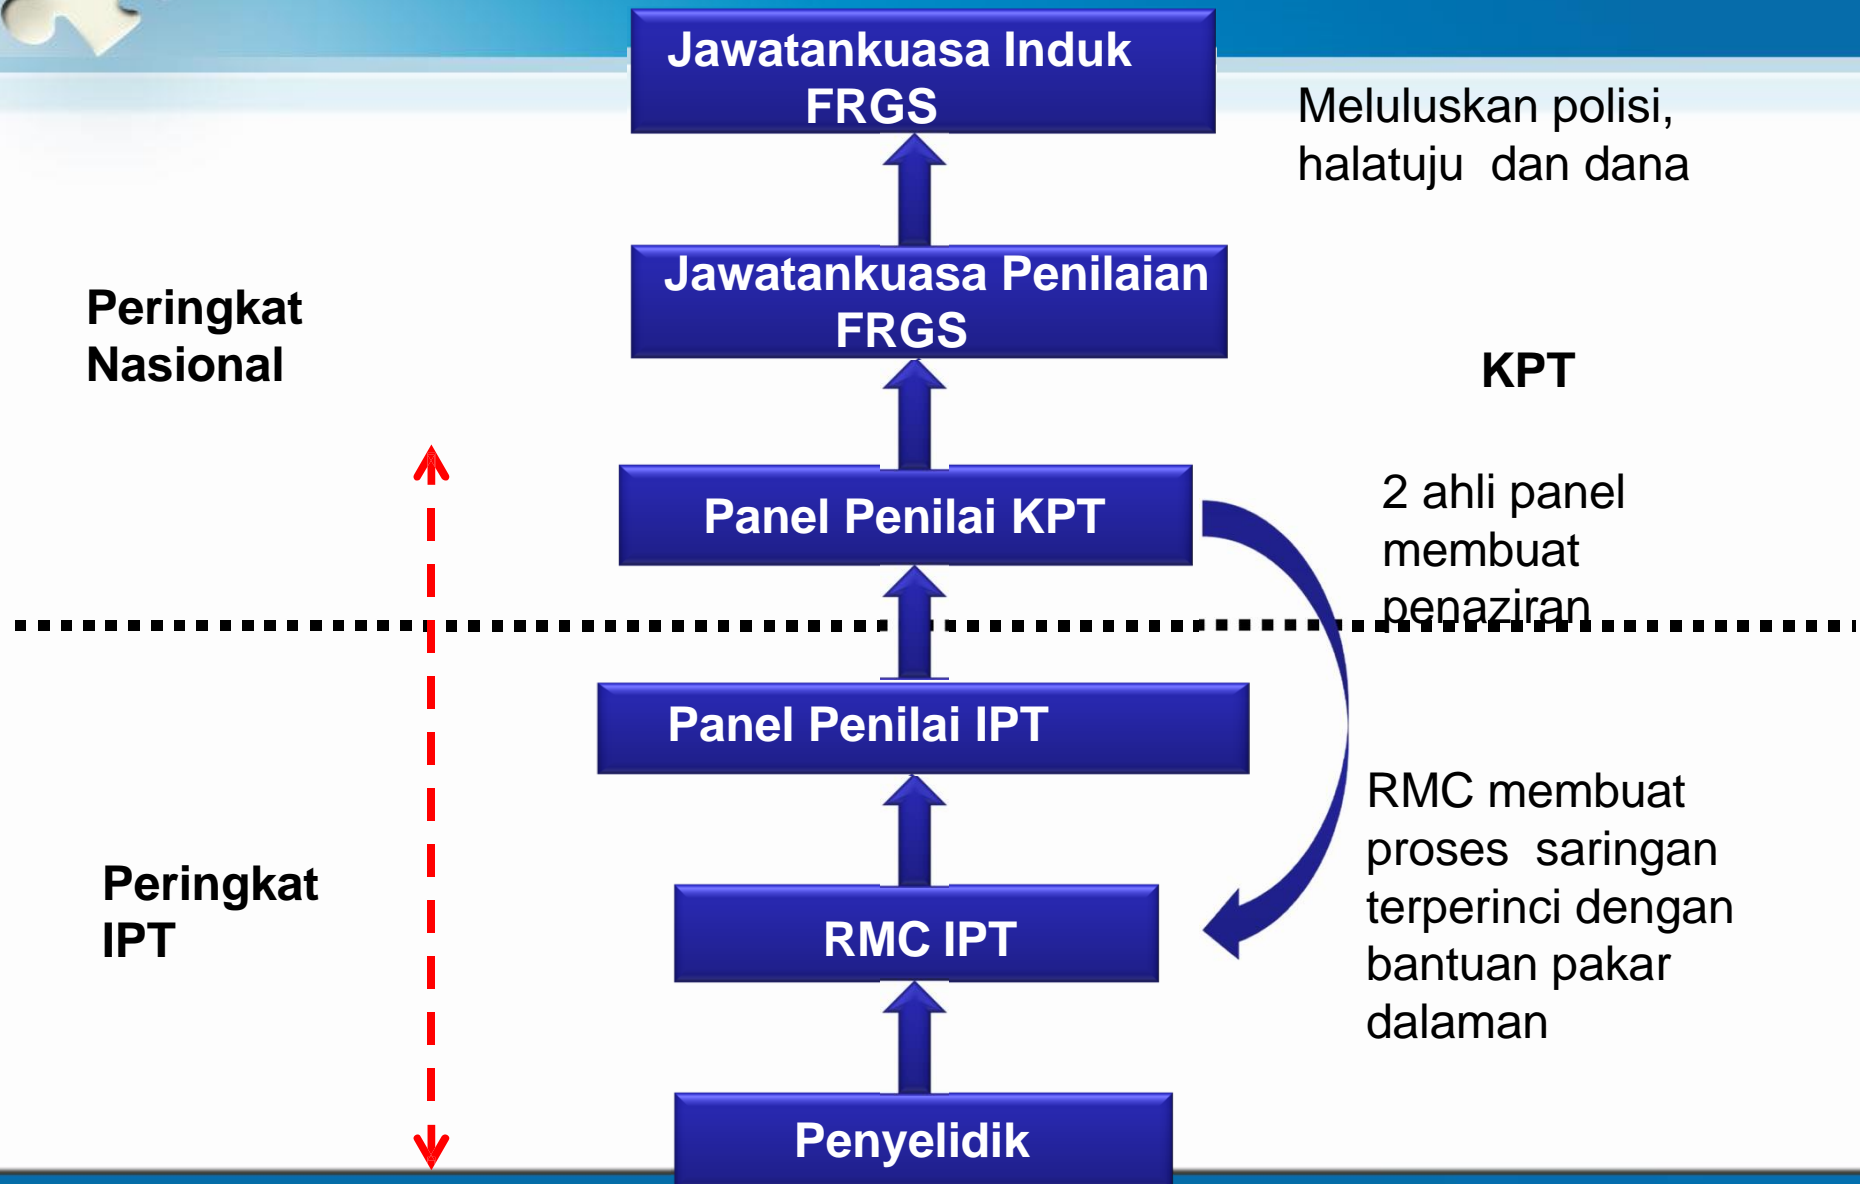 Jawatankuasa Induk
FRGS
Meluluskan polisi,
halatuju dan dana
Jawatankuasa Penilaian
FRGS
Peringkat
Nasional
KPT
Panel Penilai KPT
2 ahli panel
membuat
penaziran
Panel Penilai IPT
RMC membuat
proses saringan
terperinci dengan
bantuan pakar
dalaman
Peringkat
IPT
RMC IPT
Penyelidik